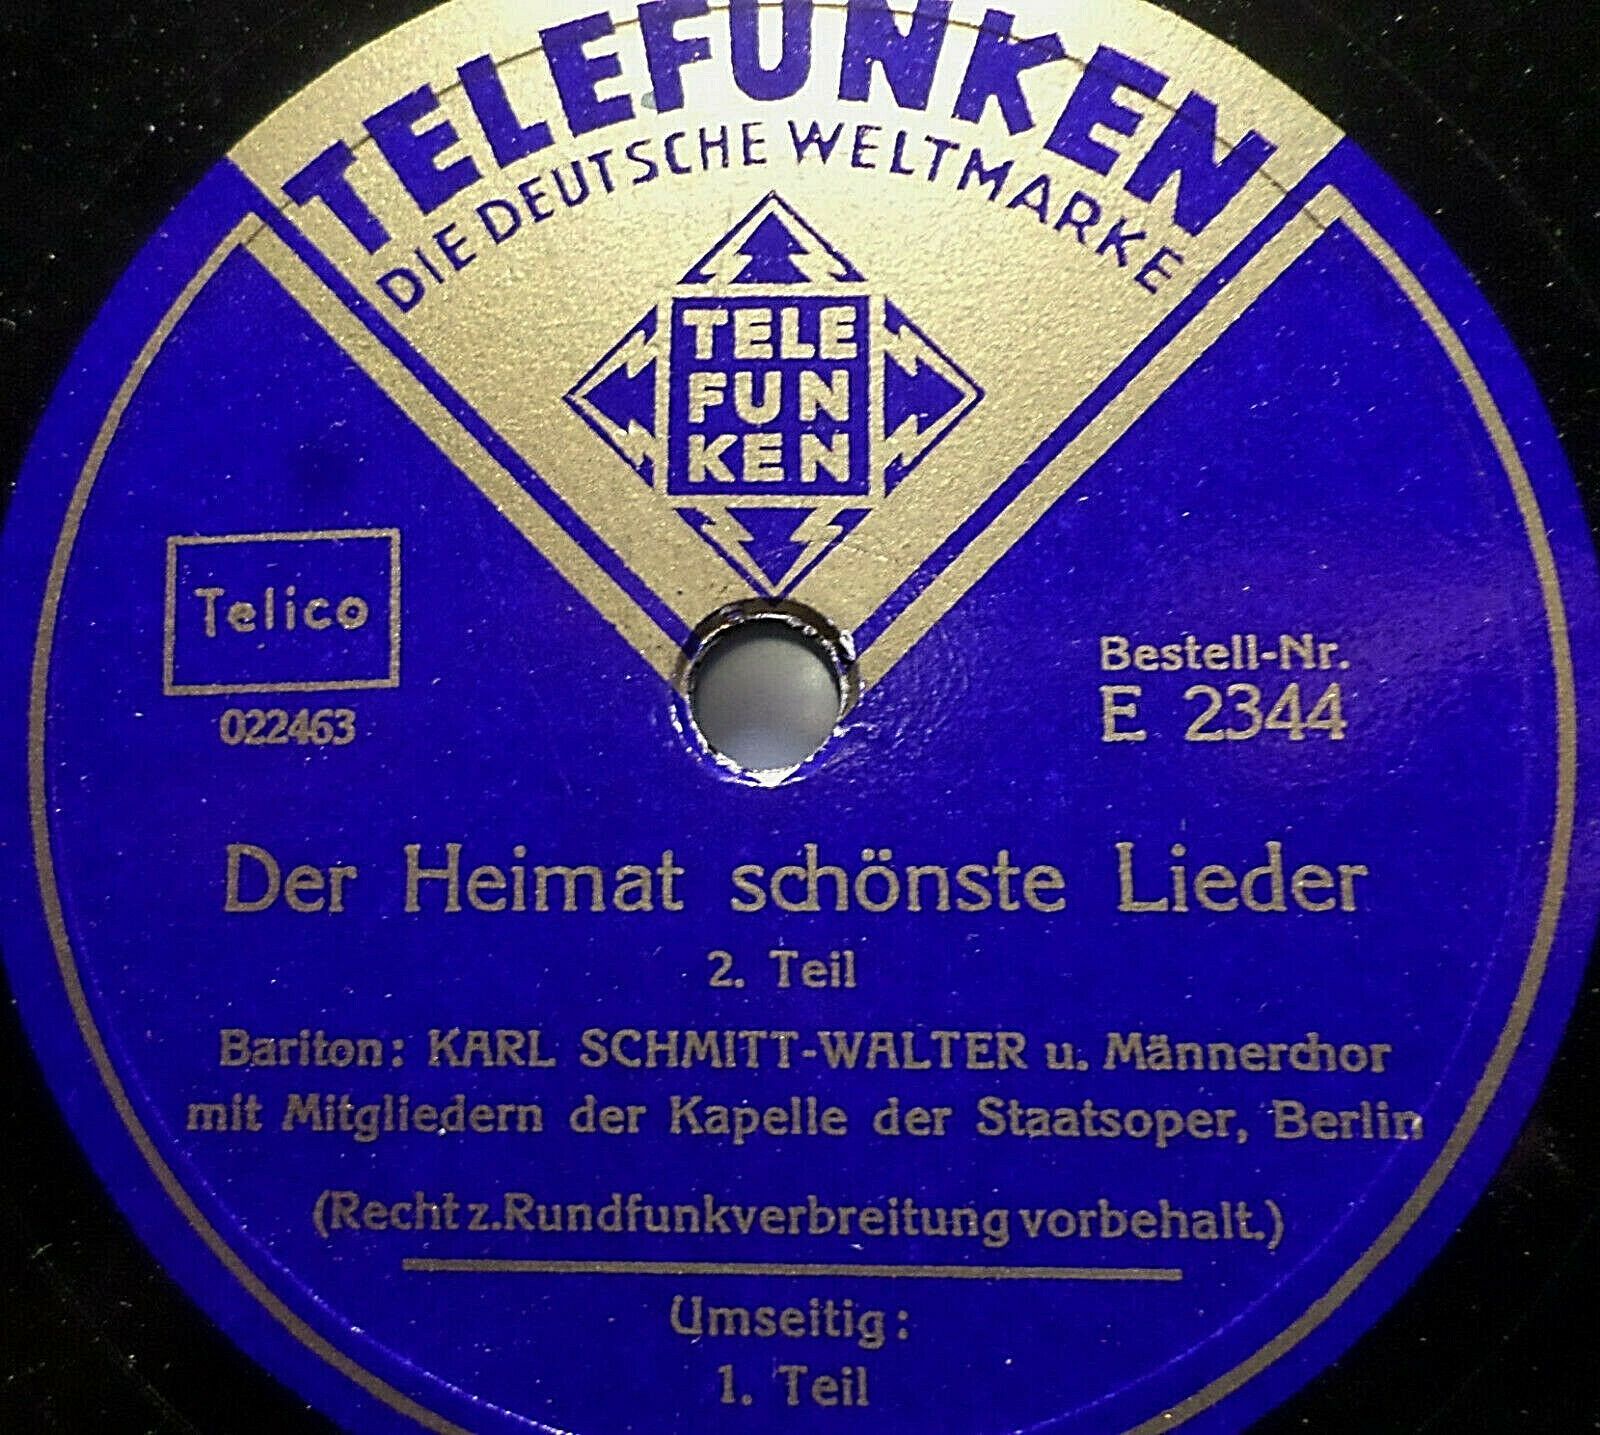 TELEFUNKEN
DIE DEUTSCHE WELTMARKE
TELE
FUN
KEN
Telico
022463
Bestell-Nr.
E 2344
Der Heimat schönste Lieder
2. Teil
Bariton: KARL SCHMITT-WALTER u. Männerchor
mit Mitgliedern der Kapelle der Staatsoper, Berlin
(Recht z.Rundfunkverbreitung vorbehalt.)
Umseitig:
1. Teil